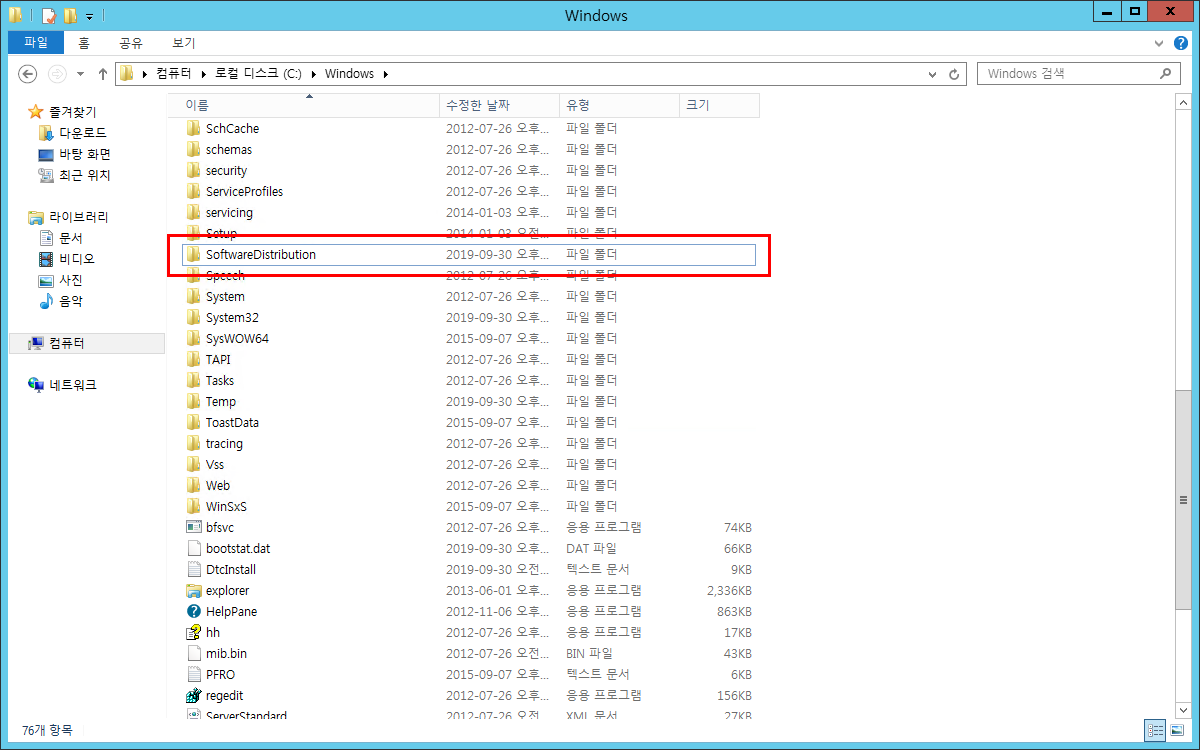 Windows
파일 홈 공유 보기
컴퓨터 로컬 디스크 (C:) Windows
Windows 검색
즐겨찾기
다운로드
바탕 화면
최근 위치
라이브러리
문서
비디오
사진
음악
컴퓨터
네트워크
이름 수정한 날짜 유형 크기
SchCache 2012-07-26 오후... 파일 폴더
schemas 2012-07-26 오후... 파일 폴더
security 2012-07-26 오후... 파일 폴더
ServiceProfiles 2012-07-26 오후... 파일 폴더
servicing 2014-01-03 오후... 파일 폴더
Setup 2014-01-03 오전... 파일 폴더
SoftwareDistribution 2019-09-30 오후... 파일 폴더
Speech 2012-07-26 오후... 파일 폴더
System 2012-07-26 오후... 파일 폴더
System32 2019-09-30 오후... 파일 폴더
SysWOW64 2015-09-07 오후... 파일 폴더
TAPI 2012-07-26 오후... 파일 폴더
Tasks 2012-07-26 오후... 파일 폴더
Temp 2019-09-30 오후... 파일 폴더
ToastData 2015-09-07 오후... 파일 폴더
tracing 2012-07-26 오후... 파일 폴더
Vss 2012-07-26 오후... 파일 폴더
Web 2012-07-26 오후... 파일 폴더
WinSxS 2015-09-07 오후... 파일 폴더
bfsvc 2012-07-26 오후... 응용 프로그램 74KB
bootstat.dat 2019-09-30 오후... DAT 파일 66KB
DtcInstall 2019-09-30 오전... 텍스트 문서 9KB
explorer 2013-06-01 오후... 응용 프로그램 2,336KB
HelpPane 2012-11-06 오후... 응용 프로그램 863KB
hh 2012-07-26 오후... 응용 프로그램 17KB
mib.bin 2012-07-26 오전... BIN 파일 43KB
PFRO 2015-09-07 오후... 텍스트 문서 6KB
regedit 2012-07-26 오후... 응용 프로그램 156KB
ServerStandard 2012-07-26 오전... XML 문서 27KB
76개 항목